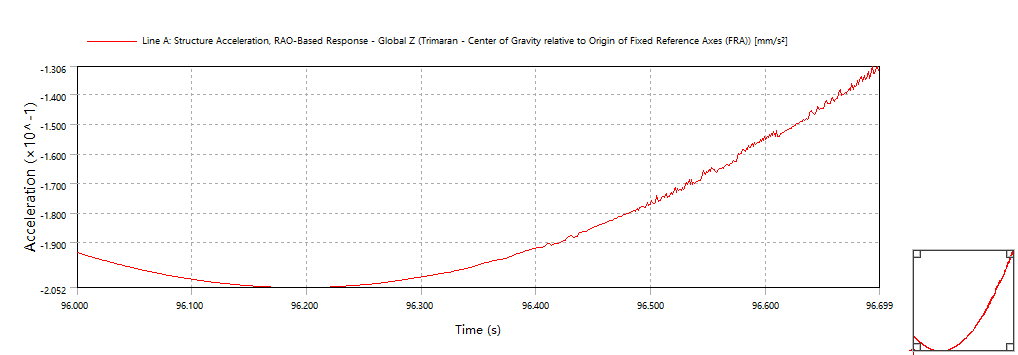 Line A: Structure Acceleration, RAO-Based Response - Global Z (Trimaran - Center of Gravity relative to Origin of Fixed Reference Axes (FRA)) [mm/s²]
Acceleration (×10^-1)
-1.306
-1.400
-1.500
-1.600
-1.700
-1.800
-1.900
-2.052
96.000 96.100 96.200 96.300 96.400 96.500 96.600 96.699
Time (s)